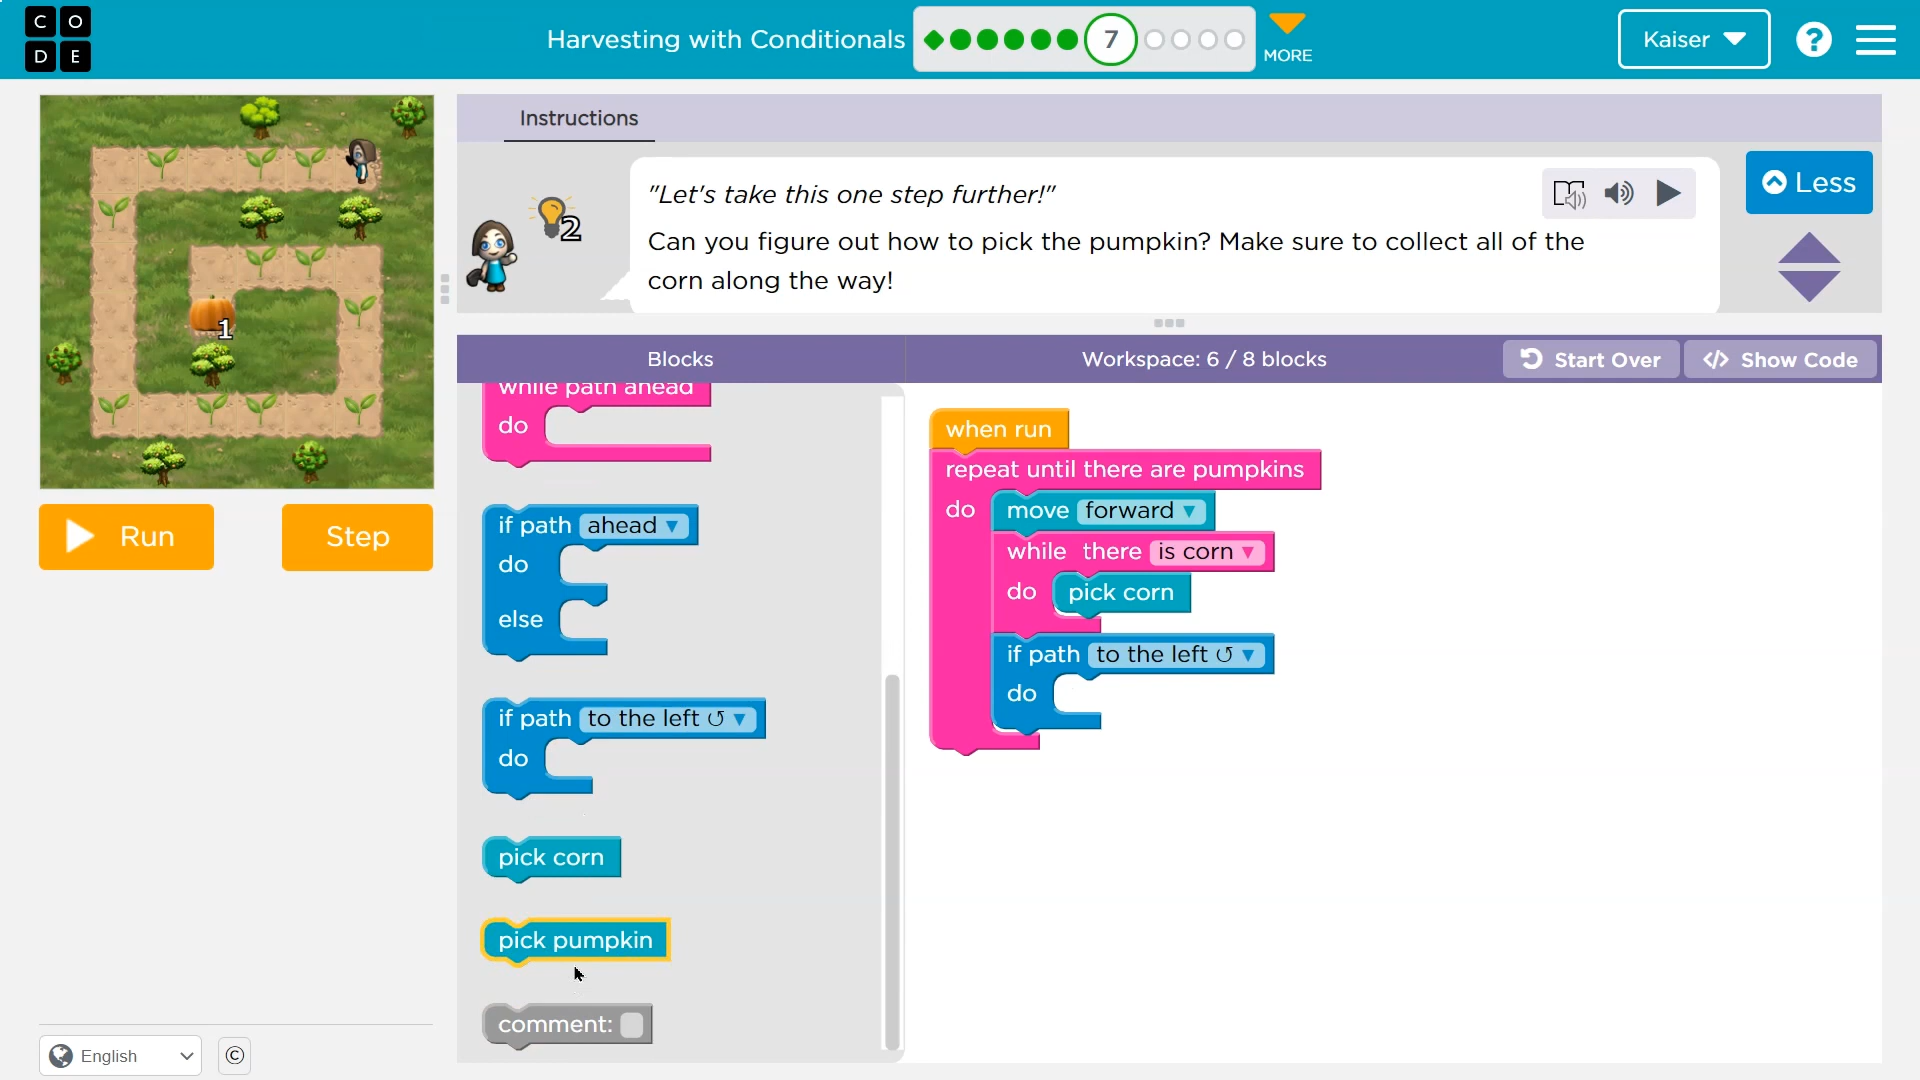 C O
D E
Harvesting with Conditionals
7
MORE
Kaiser
?
Instructions
"Let's take this one step further!"
Can you figure out how to pick the pumpkin? Make sure to collect all of the
corn along the way!
2
Less
1
Run
Step
Blocks
Workspace: 6 / 8 blocks
Start Over
</> Show Code
while path ahead
do
if path ahead ▼
do
else
if path to the left ↺ ▼
do
pick corn
pick pumpkin
comment:
when run
repeat until there are pumpkins
do
move forward ▼
while there is corn ▼
do pick corn
if path to the left ↺ ▼
do
English
©